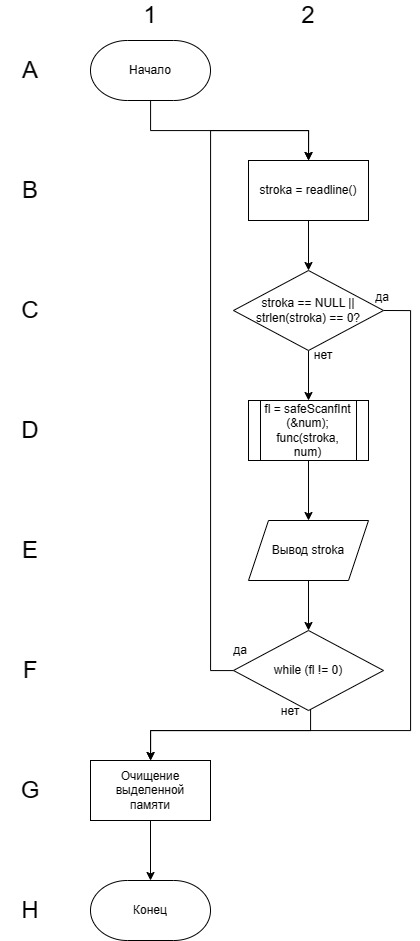 1 2
A
Начало
B
stroka = readline()
C
stroka == NULL ||
strlen(stroka) == 0?
да
нет
D
fl = safeScanfInt
(&num);
func(stroka,
num)
E
Вывод stroka
да
F
while (fl != 0)
нет
G
Очищение
выделенной
памяти
H
Конец